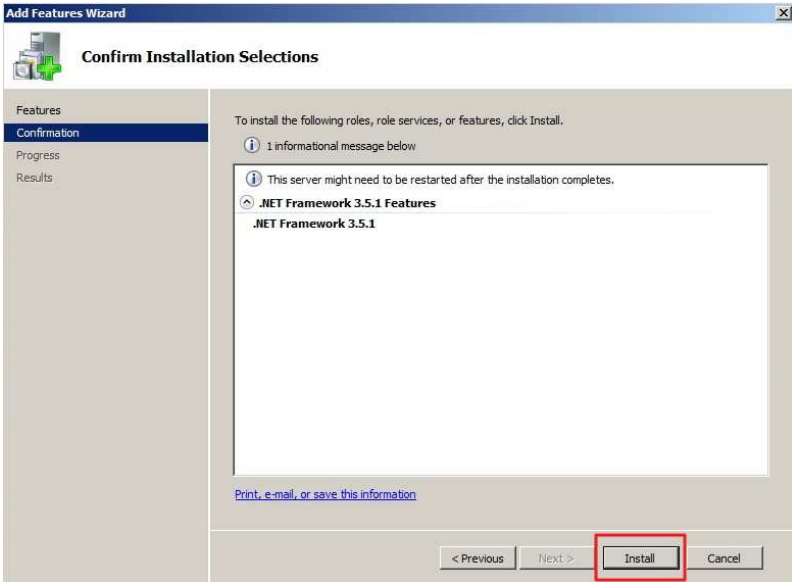 Add Features Wizard
Confirm Installation Selections
Features
Confirmation
Progress
Results
To install the following roles, role services, or features, click Install.
1 informational message below
This server might need to be restarted after the installation completes.
.NET Framework 3.5.1 Features
.NET Framework 3.5.1
Print, e-mail, or save this information
< Previous
Next >
Install
Cancel